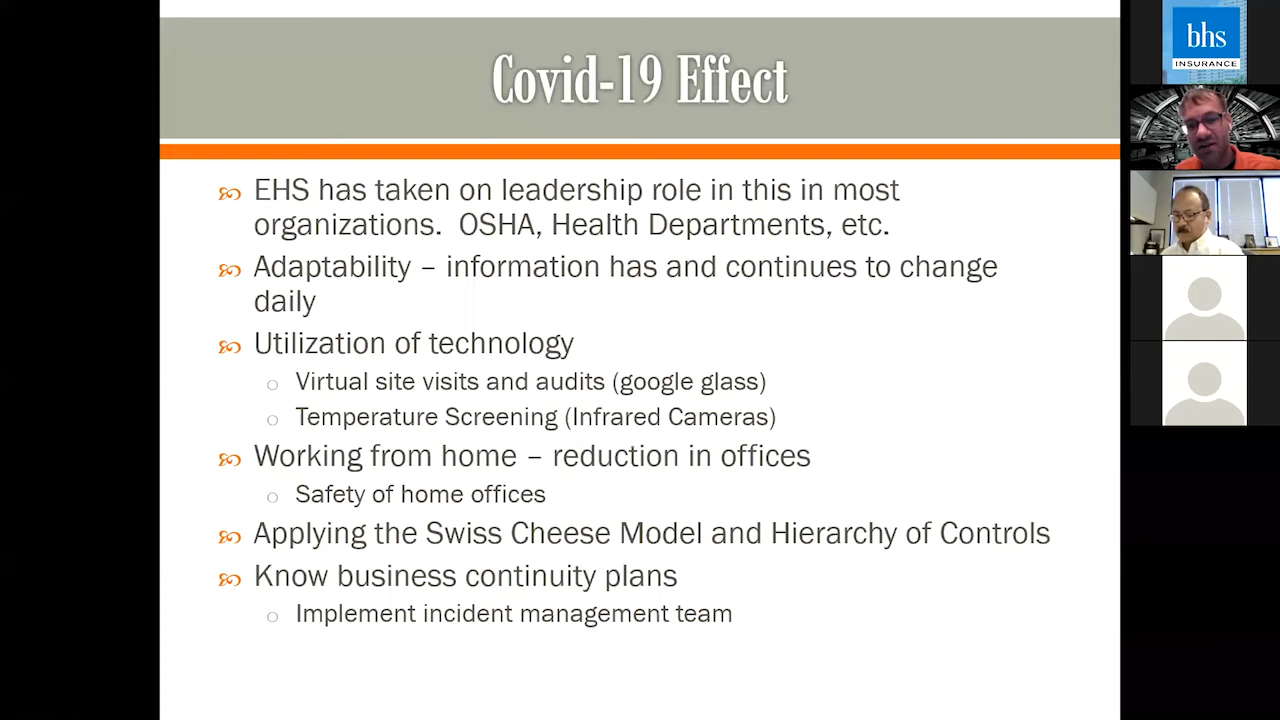 Covid-19 Effect
EHS has taken on leadership role in this in most
organizations. OSHA, Health Departments, etc.
Adaptability – information has and continues to change
daily
Utilization of technology
Virtual site visits and audits (google glass)
Temperature Screening (Infrared Cameras)
Working from home – reduction in offices
Safety of home offices
Applying the Swiss Cheese Model and Hierarchy of Controls
Know business continuity plans
Implement incident management team
bhs
INSURANCE